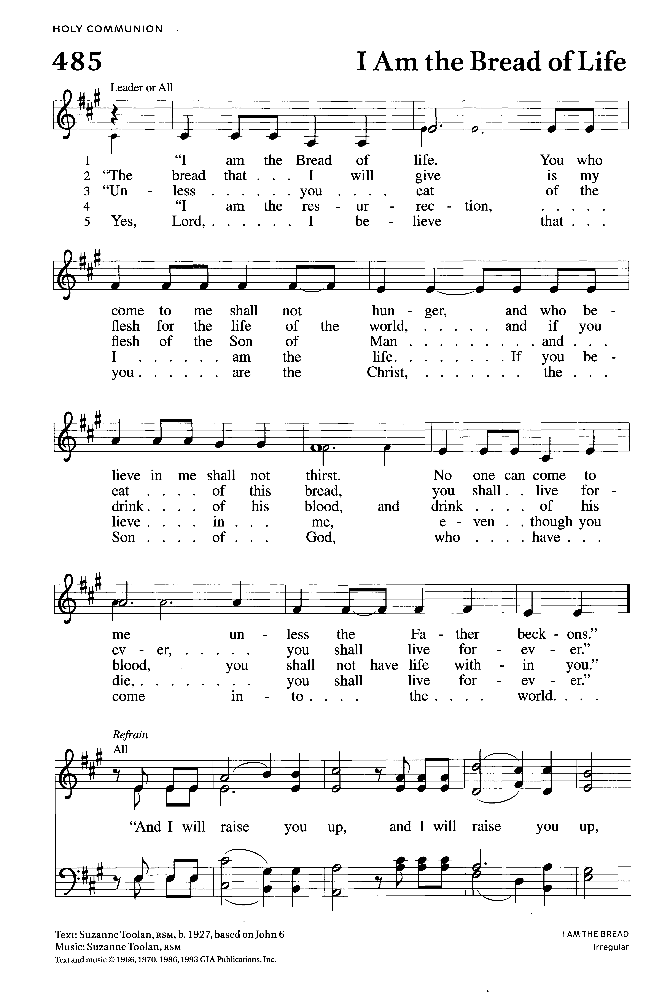 HOLY COMMUNION
485 I Am the Bread of Life
Leader or All
1 “I am the Bread of life. You who
2 “The bread that . . . I will give is my
3 “Un - less . . . . . . you . . . . eat of the
4 “I am the res - ur - rec - tion, . . . . .
5 Yes, Lord, . . . . . . I be - lieve that . . .
come to me shall not hun - ger, and who be -
flesh for the life of the world, . . . . . and if you
flesh of the Son of Man . . . . . . . . . and . . .
I . . . . . . am the life. . . . . . . . If you be -
you . . . . . . are the Christ, . . . . . . . the . . .
lieve in me shall not thirst. No one can come to
eat . . . . of this bread, you shall . . live for -
drink . . . . of his blood, and drink . . . . of his
lieve . . . . in . . . me, e - ven . . though you
Son . . . . of . . . God, who . . . . have . . .
me un - less the Fa - ther beck - ons.”
ev - er, . . . . . you shall live for - ev - er.”
blood, you shall not have life with - in you.”
die, . . . . . . . . you shall live for - ev - er.”
come in - to . . . . the . . . . world. . . .
Refrain
All
“And I will raise you up, and I will raise you up,
Text: Suzanne Toolan, RSM, b. 1927, based on John 6 I AM THE BREAD
Music: Suzanne Toolan, RSM Irregular
Text and music © 1966, 1970, 1986, 1993 GIA Publications, Inc.